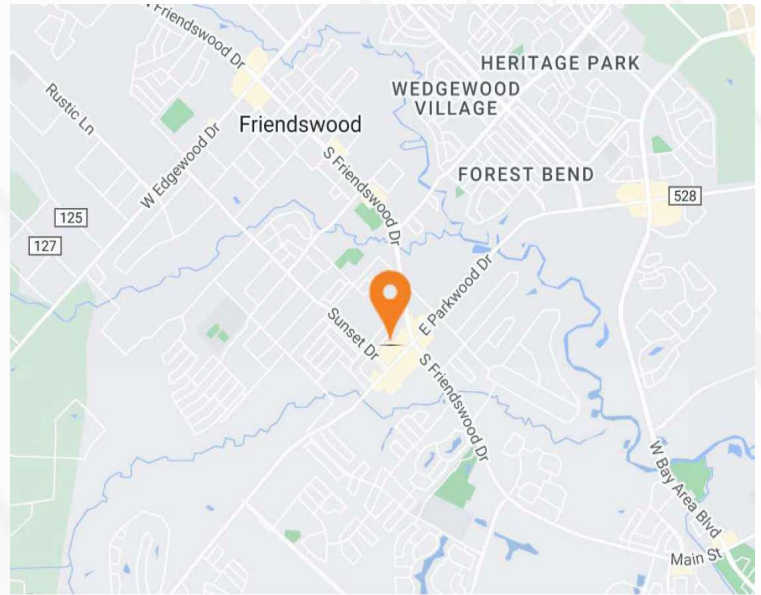 N Friendswood Dr
HERITAGE PARK
WEDGEWOOD
VILLAGE
Rustic Ln
Friendswood
W Edgewood Dr
S Friendswood Dr
FOREST BEND
528
125
127
E Parkwood Dr
Sunset Dr
S Friendswood Dr
W Bay Area Blvd
Main St